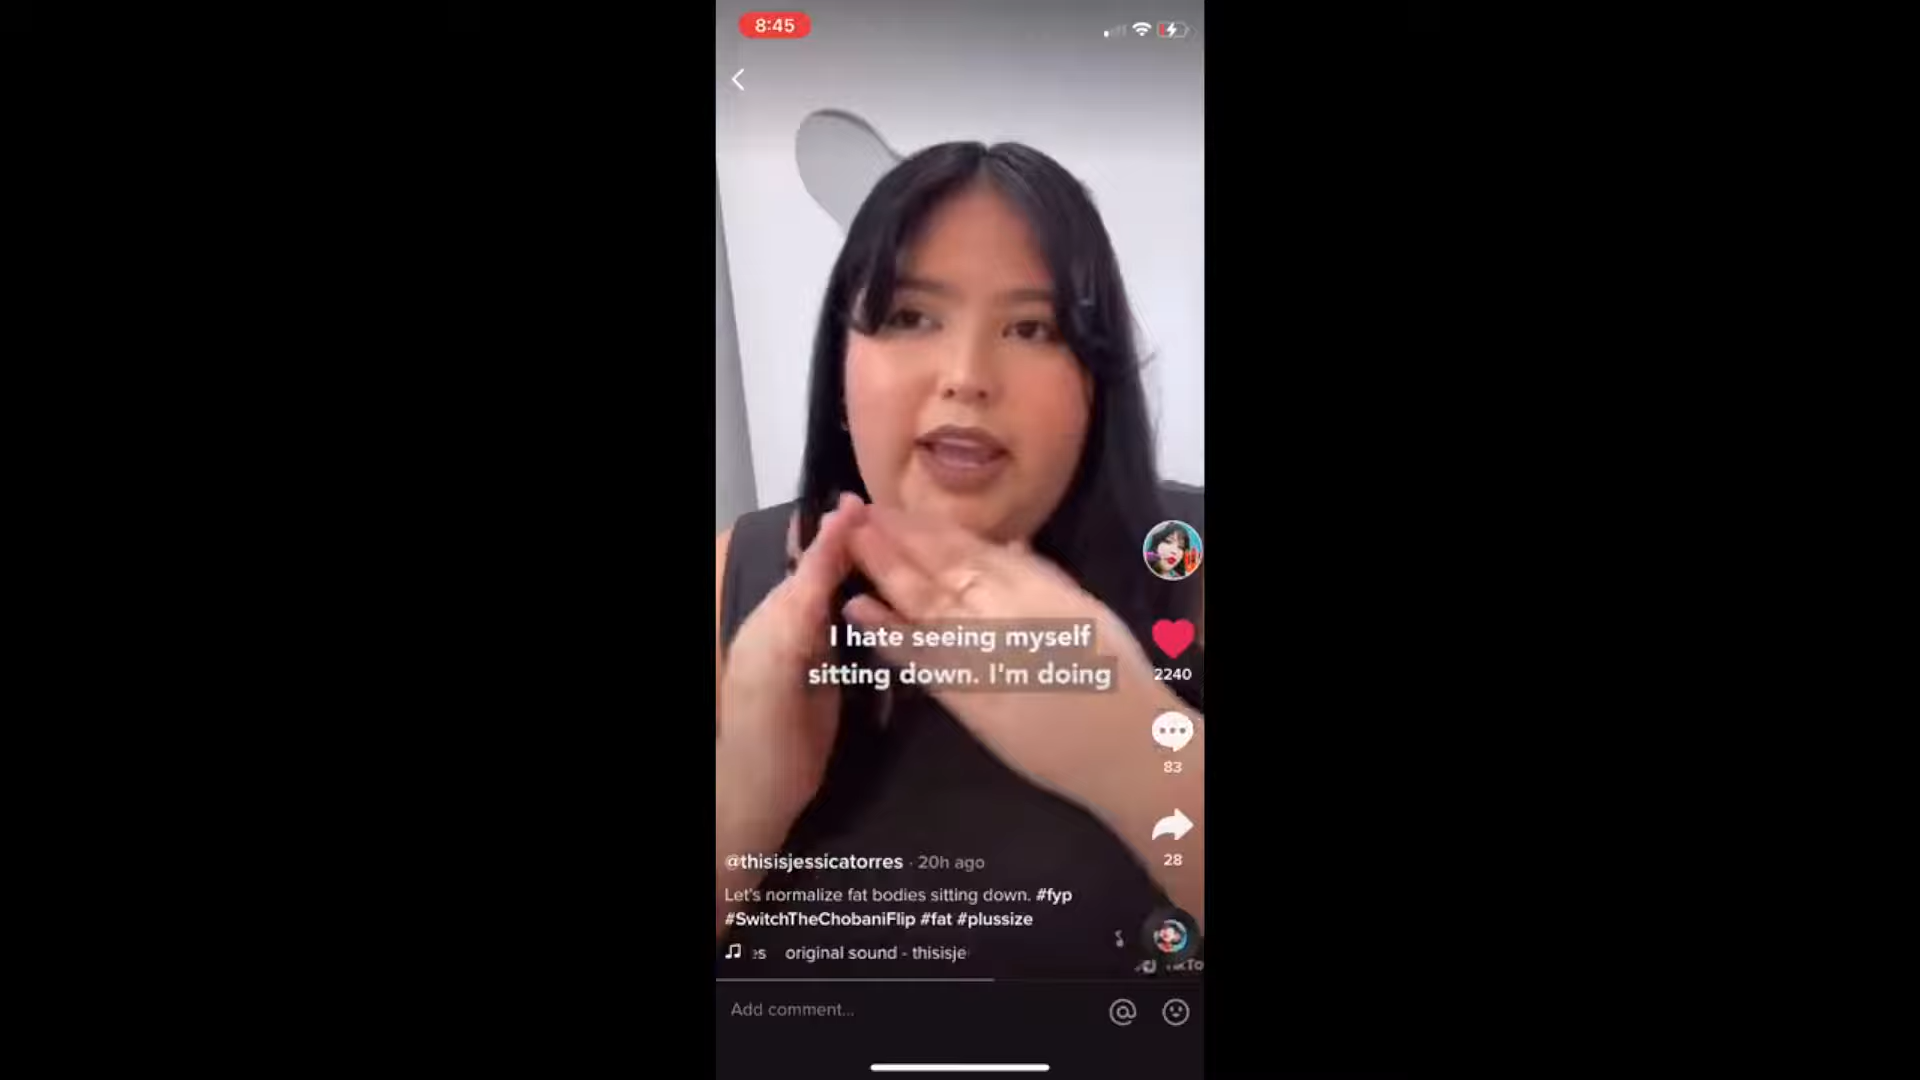 8:45
I hate seeing myself
sitting down. I'm doing
2240
83
28
@thisisjessicatorres · 20h ago
Let's normalize fat bodies sitting down. #fyp
#SwitchTheChobaniFlip #fat #plussize
es original sound - thisisje
Add comment...